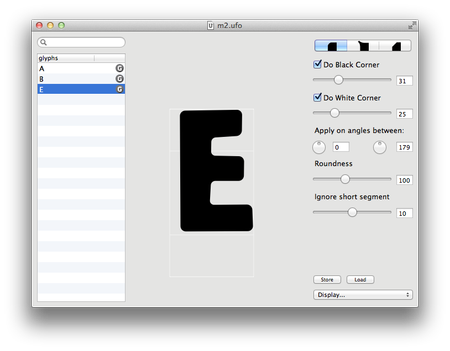 m2.ufo
glyphs
A
B
E
E
Do Black Corner
31
Do White Corner
25
Apply on angles between:
0
179
Roundness
100
Ignore short segment
10
Store
Load
Display...